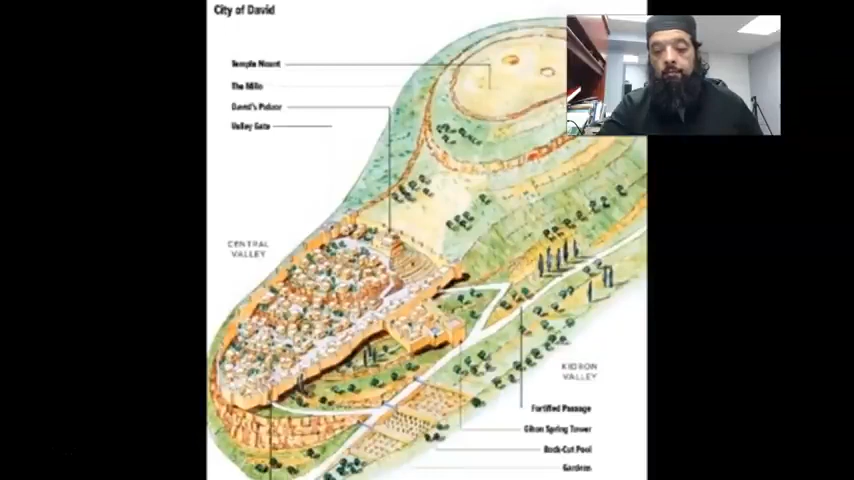 City of David
Temple Mount
The Millo
David's Palace
Valley Gate
CENTRAL
VALLEY
KIDRON
VALLEY
Fortified Passage
Gihon Spring Tower
Rock-Cut Pool
Gardens